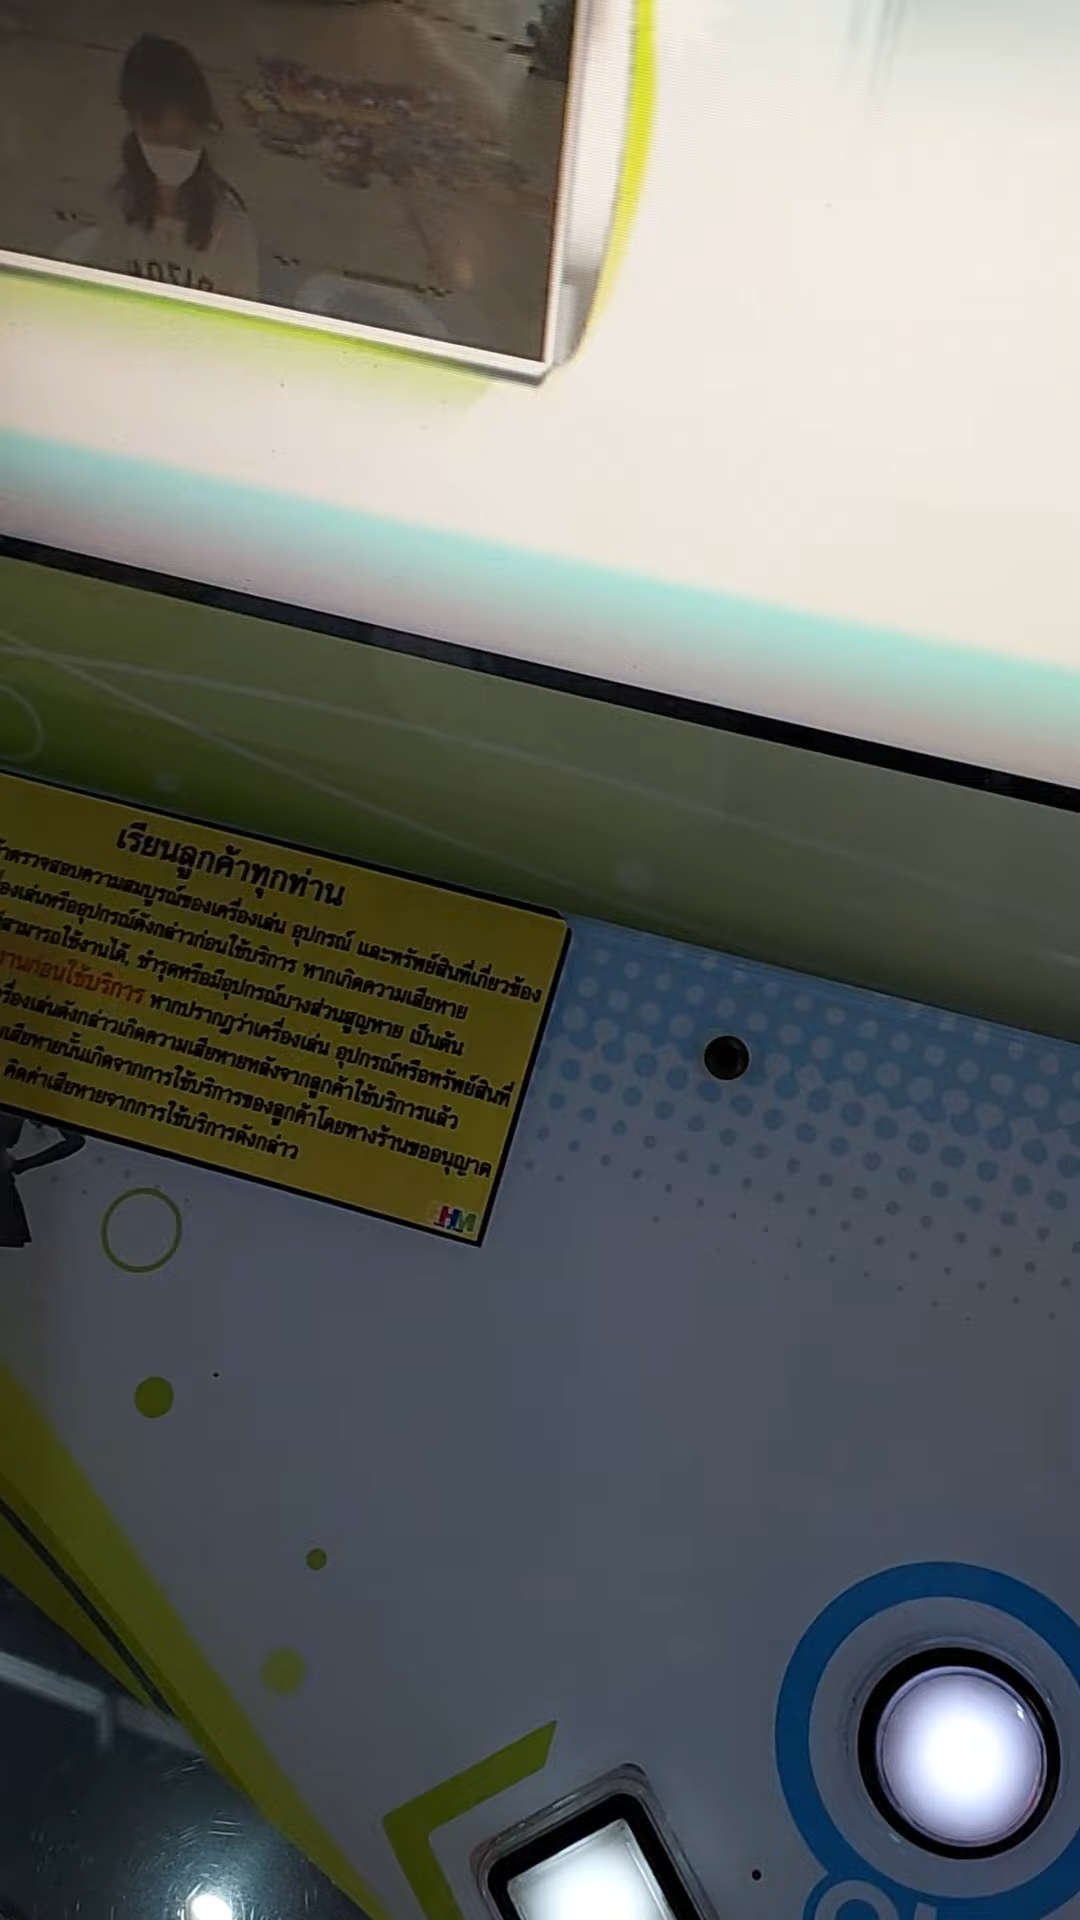 เรียนลูกค้าทุกท่าน
ตรวจสอบความสมบูรณ์ของเครื่องเล่น อุปกรณ์ และทรัพย์สินที่เกี่ยวข้อง
เครื่องเล่นหรืออุปกรณ์ดังกล่าวก่อนใช้บริการ หากเกิดความเสียหาย
สามารถใช้งานได้, ชำรุดหรือมีอุปกรณ์บางส่วนสูญหาย เป็นต้น
งานก่อนใช้บริการ หากปรากฏว่าเครื่องเล่น อุปกรณ์หรือทรัพย์สินที่
เครื่องเล่นดังกล่าวเกิดความเสียหายหลังจากลูกค้าใช้บริการแล้ว
เสียหายนั้นเกิดจากการใช้บริการของลูกค้าโดยทางร้านขออนุญาต
คิดค่าเสียหายจากการใช้บริการดังกล่าว
HM